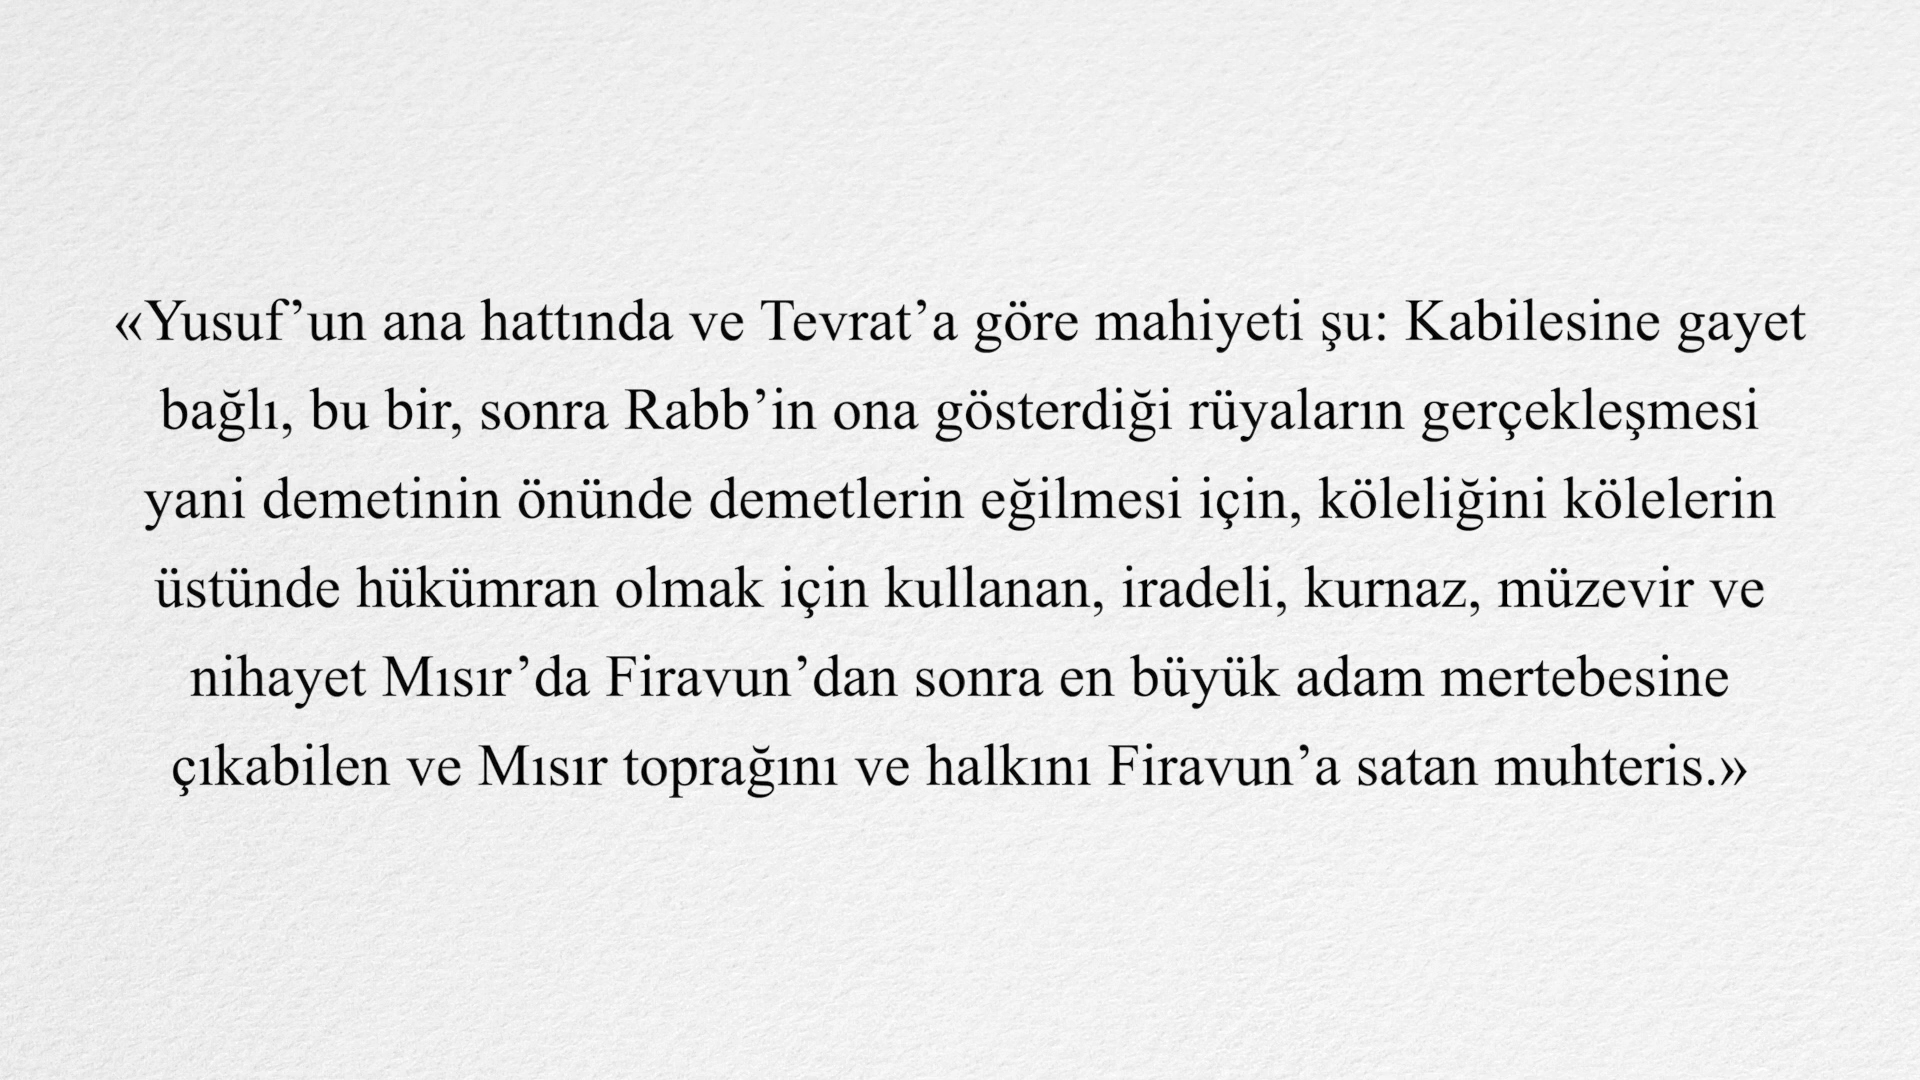 «Yusuf’un ana hattında ve Tevrat’a göre mahiyeti şu: Kabilesine gayet
bağlı, bu bir, sonra Rabb’in ona gösterdiği rüyaların gerçekleşmesi
yani demetinin önünde demetlerin eğilmesi için, köleliğini kölelerin
üstünde hükümran olmak için kullanan, iradeli, kurnaz, müzevir ve
nihayet Mısır’da Firavun’dan sonra en büyük adam mertebesine
çıkabilen ve Mısır toprağını ve halkını Firavun’a satan muhteris.»